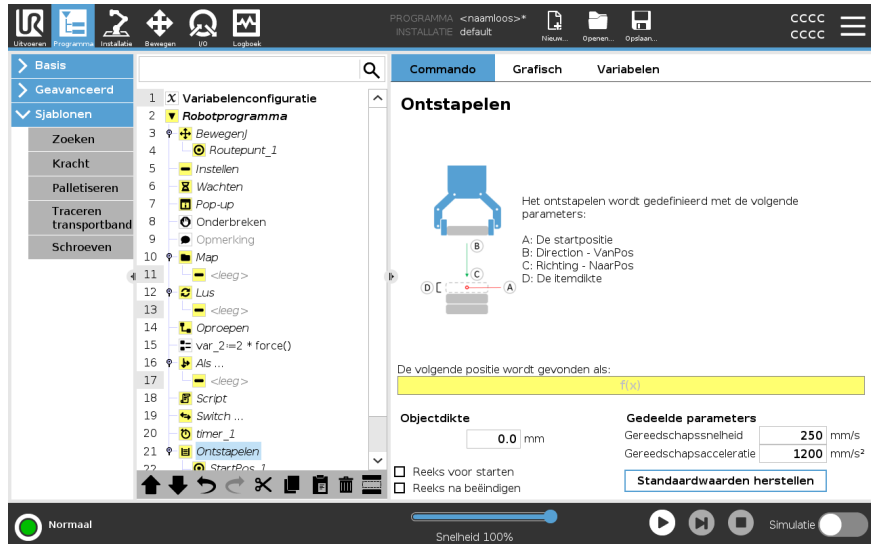 PROGRAMMA <naamloos>*
INSTALLATIE default
Uitvoeren
Programma
Installatie
Bewegen
I/O
Logboek
Nieuw...
Openen...
Opslaan...
CCCC
CCCC
Basis
Geavanceerd
Sjablonen
Zoeken
Kracht
Palletiseren
Traceren
transportband
Schroeven
1 X Variabelenconfiguratie
2 Robotprogramma
3 BewegenJ
4 Routepunt_1
5 Instellen
6 Wachten
7 Pop-up
8 Onderbreken
9 Opmerking
10 Map
11 <leeg>
12 Lus
13 <leeg>
14 Oproepen
15 var_2:=2 * force()
16 Als ...
17 <leeg>
18 Script
19 Switch ...
20 timer_1
21 Ontstapelen
22 StartPos_1
Commando
Grafisch
Variabelen
Ontstapelen
B
C
D
A
Het ontstapelen wordt gedefinieerd met de volgende
parameters:
A: De startpositie
B: Direction - VanPos
C: Richting - NaarPos
D: De itemdikte
De volgende positie wordt gevonden als:
f(x)
Objectdikte
0.0 mm
Reeks voor starten
Reeks na beëindigen
Gedeelde parameters
Gereedschapssnelheid 250 mm/s
Gereedschapsacceleratie 1200 mm/s²
Standaardwaarden herstellen
Normaal
Snelheid 100%
Simulatie